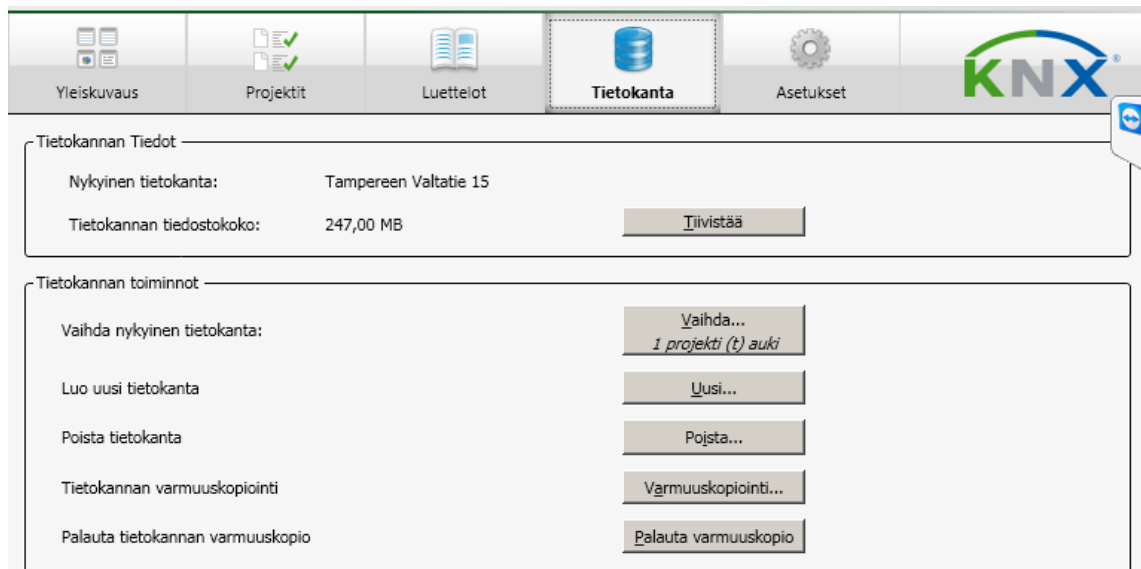 Yleiskuvaus Projektit Luettelot Tietokanta Asetukset KNX®
Tietokannan Tiedot
Nykyinen tietokanta: Tampereen Valtatie 15
Tietokannan tiedostokoko: 247,00 MB Tiivistää
Tietokannan toiminnot
Vaihda nykyinen tietokanta: Vaihda...
1 projekti (t) auki
Luo uusi tietokanta Uusi...
Poista tietokanta Poista...
Tietokannan varmuuskopiointi Varmuuskopiointi...
Palauta tietokannan varmuuskopio Palauta varmuuskopio